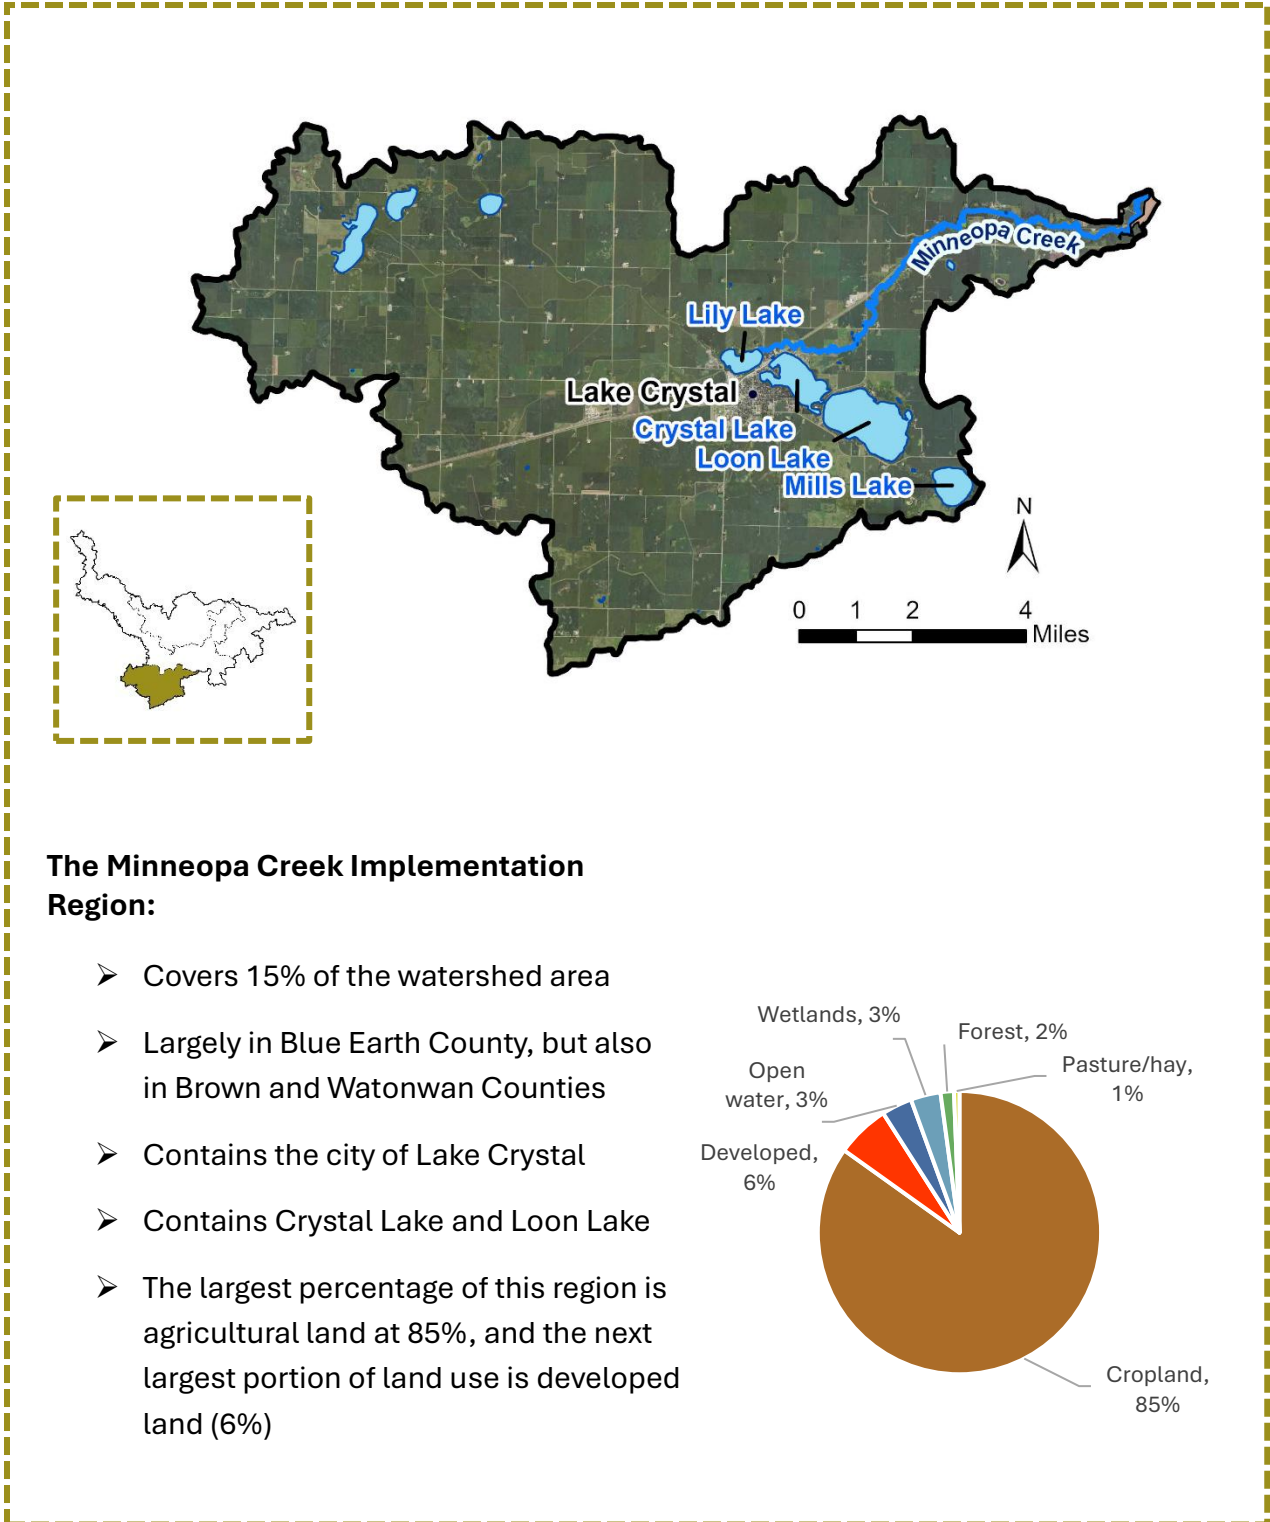 Minneopa Creek
Lily Lake
Lake Crystal
Crystal Lake
Loon Lake
Mills Lake
N
0 1 2 4
Miles
The Minneopa Creek Implementation
Region:
➢ Covers 15% of the watershed area
➢ Largely in Blue Earth County, but also
in Brown and Watonwan Counties
➢ Contains the city of Lake Crystal
➢ Contains Crystal Lake and Loon Lake
➢ The largest percentage of this region is
agricultural land at 85%, and the next
largest portion of land use is developed
land (6%)
Wetlands, 3%
Forest, 2%
Pasture/hay,
1%
Open
water, 3%
Developed,
6%
Cropland,
85%